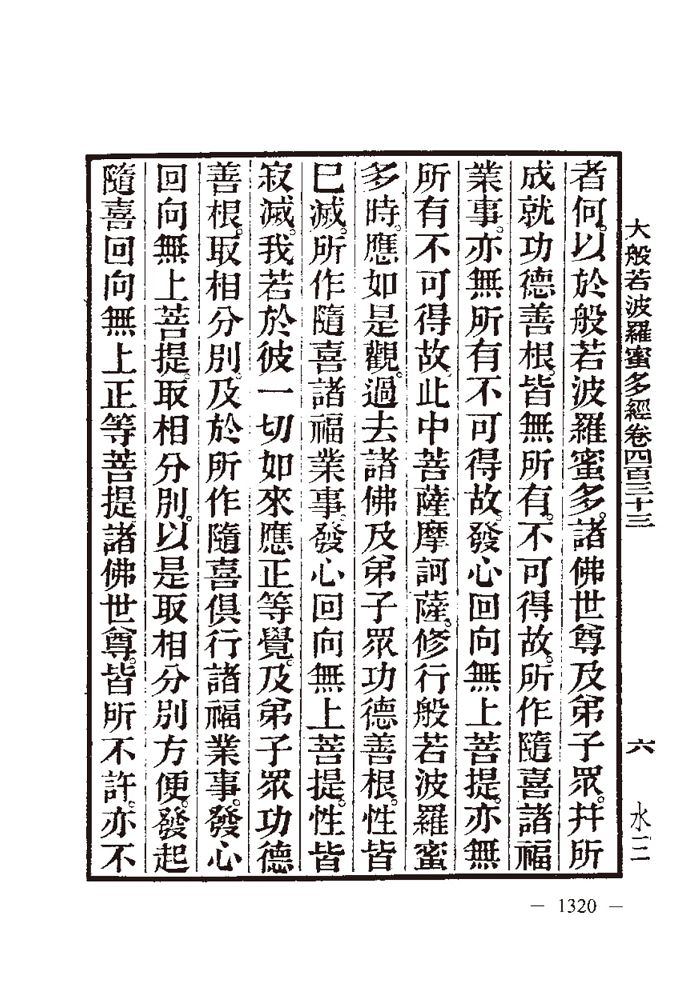 大般若波羅蜜多經卷四百三十三 六 水三
者何。以於般若波羅蜜多。諸佛世尊及弟子眾。幷所
成就功德善根。皆無所有。不可得故。所作隨喜諸福
業事。亦無所有不可得故。發心回向無上菩提。亦無
所有不可得故。此中菩薩摩訶薩。修行般若波羅蜜
多時。應如是觀。過去諸佛及弟子眾功德善根。性皆
已滅。所作隨喜諸福業事。發心回向無上菩提。性皆
寂滅。我若於彼一切如來應正等覺。及弟子眾功德
善根。取相分別。及於所作隨喜俱行諸福業事。發心
回向無上菩提。取相分別。以是取相分別方便。發起
隨喜回向無上正等菩提。諸佛世尊。皆所不許。亦不
— 1320 —